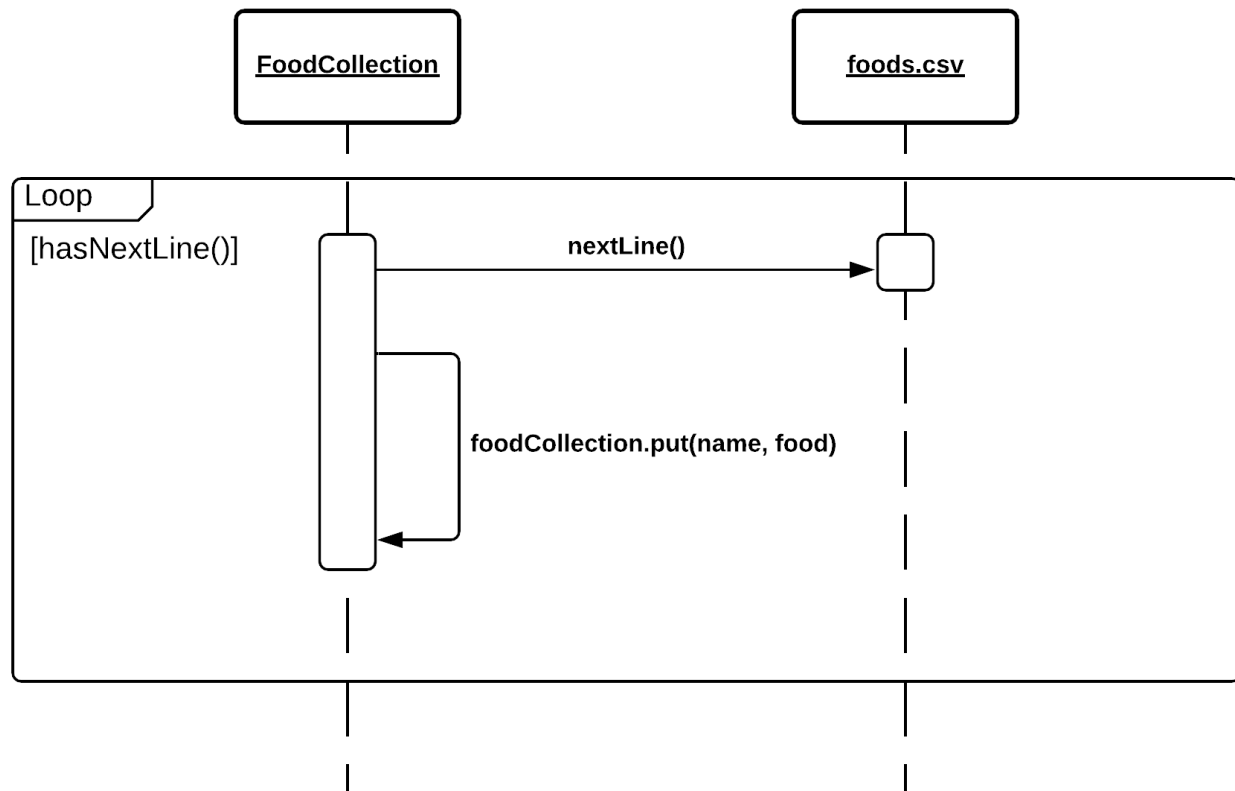 FoodCollection
foods.csv
Loop
[hasNextLine()]
nextLine()
foodCollection.put(name, food)